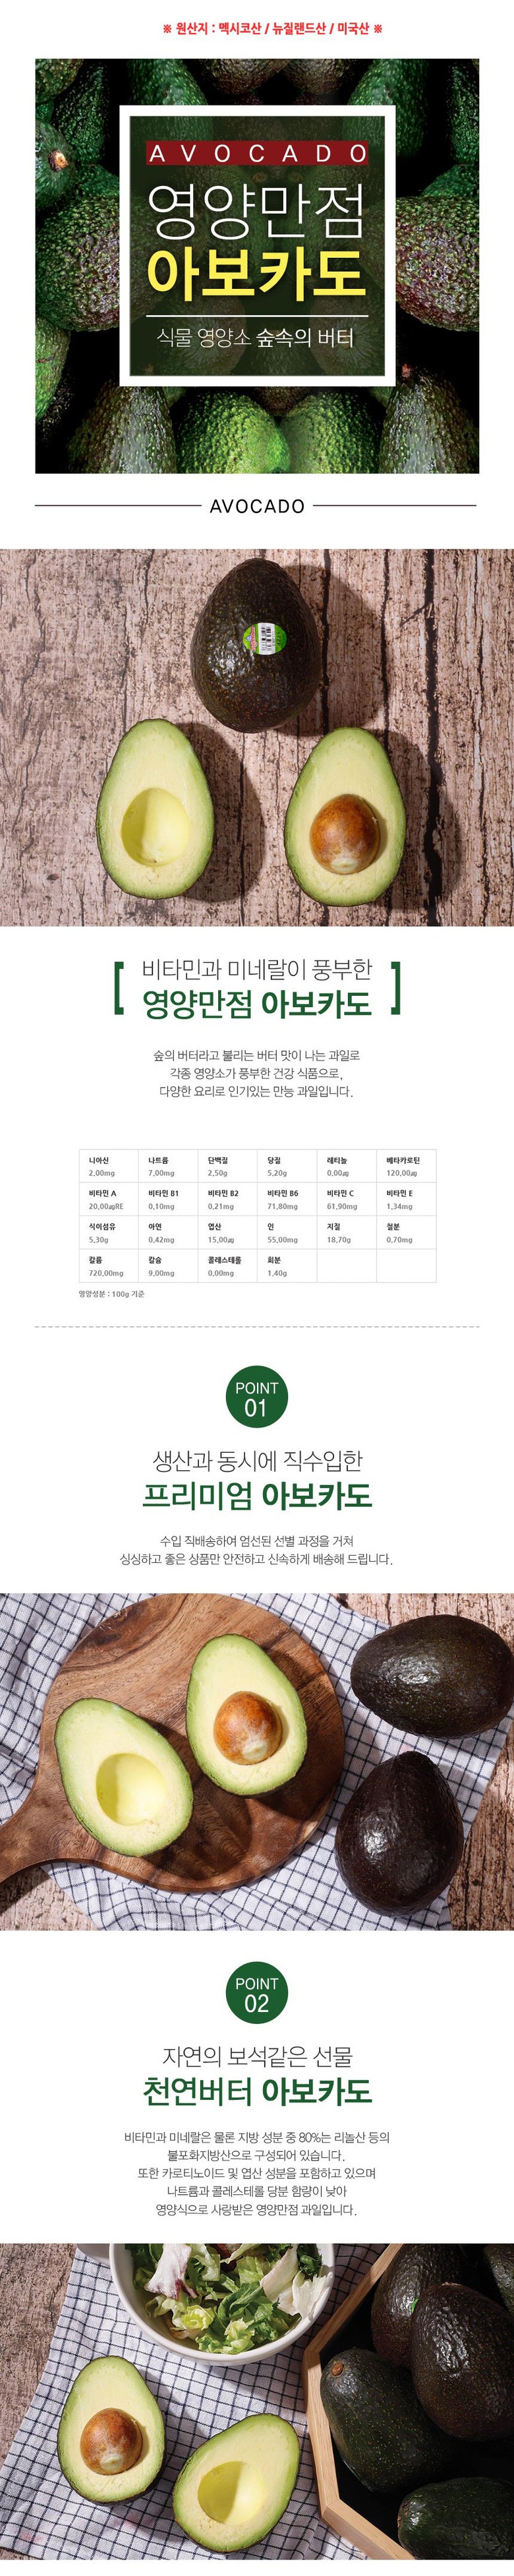 ※ 원산지 : 멕시코산 / 뉴질랜드산 / 미국산 ※
AVOCADO
영양만점
아보카도
식물 영양소 숲속의 버터
AVOCADO
비타민과 미네랄이 풍부한
영양만점 아보카도
숲의 버터라고 불리는 버터 맛이 나는 과일로
각종 영양소가 풍부한 건강 식품으로,
다양한 요리로 인기있는 만능 과일입니다.
니아신 나트륨 단백질 당질 레티놀 베타카로틴
2,00mg 7,00mg 2,50g 5,20g 0,00㎍ 120,00㎍
비타민 A 비타민 B1 비타민 B2 비타민 B6 비타민 C 비타민 E
20,00㎍RE 0,10mg 0,21mg 71,80mg 61,90mg 1,34mg
식이섬유 아연 엽산 인 지질 철분
5,30g 0,42mg 15,00㎍ 55,00mg 18,70g 0,70mg
칼륨 칼슘 콜레스테롤 회분
720,00mg 9,00mg 0,00mg 1,40g
영양성분 : 100g 기준
POINT
01
생산과 동시에 직수입한
프리미엄 아보카도
수입 직배송하여 엄선된 선별 과정을 거쳐
싱싱하고 좋은 상품만 안전하고 신속하게 배송해 드립니다.
POINT
02
자연의 보석같은 선물
천연버터 아보카도
비타민과 미네랄은 물론 지방 성분 중 80%는 리놀산 등의
불포화지방산으로 구성되어 있습니다.
또한 카로티노이드 및 엽산 성분을 포함하고 있으며
나트륨과 콜레스테롤 당분 함량이 낮아
영양식으로 사랑받은 영양만점 과일입니다.